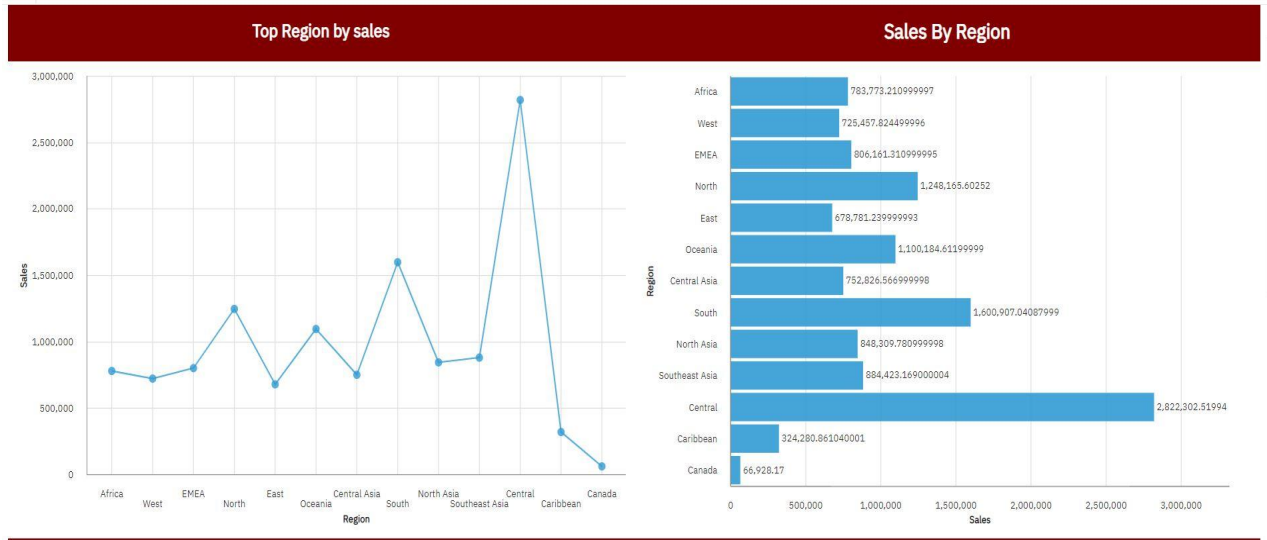 Top Region by sales
Sales By Region
3,000,000
2,500,000
2,000,000
1,500,000
1,000,000
500,000
0
Sales
Africa
West
EMEA
North
East
Oceania
Central Asia
South
North Asia
Southeast Asia
Central
Caribbean
Canada
Region
Region
Africa 783,773.210999997
West 725,457.824499996
EMEA 806,161.310999995
North 1,248,165.60252
East 678,781.239999993
Oceania 1,100,184.61199999
Central Asia 752,826.566999998
South 1,600,907.04087999
North Asia 848,309.780999998
Southeast Asia 884,423.169000004
Central 2,822,302.51994
Caribbean 324,280.861040001
Canada 66,928.17
0 500,000 1,000,000 1,500,000 2,000,000 2,500,000 3,000,000
Sales